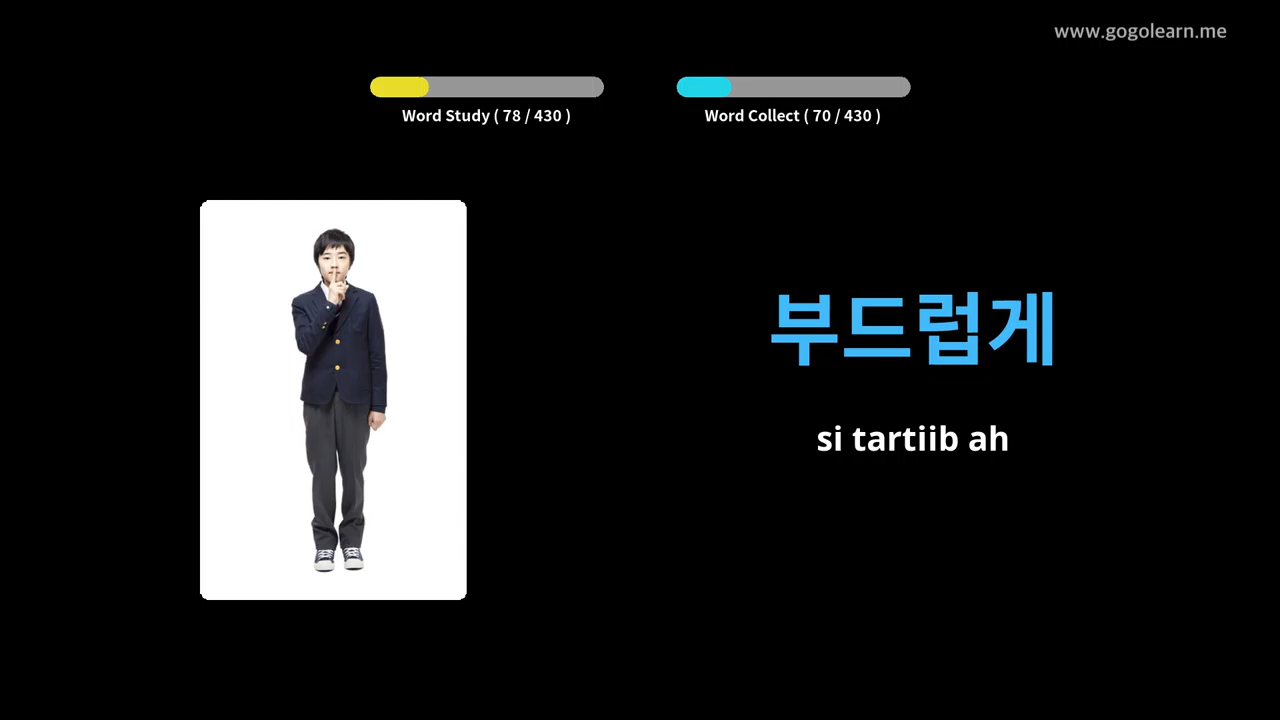 www.gogolearn.me
Word Study ( 78 / 430 )
Word Collect ( 70 / 430 )
부드럽게
si tartiib ah